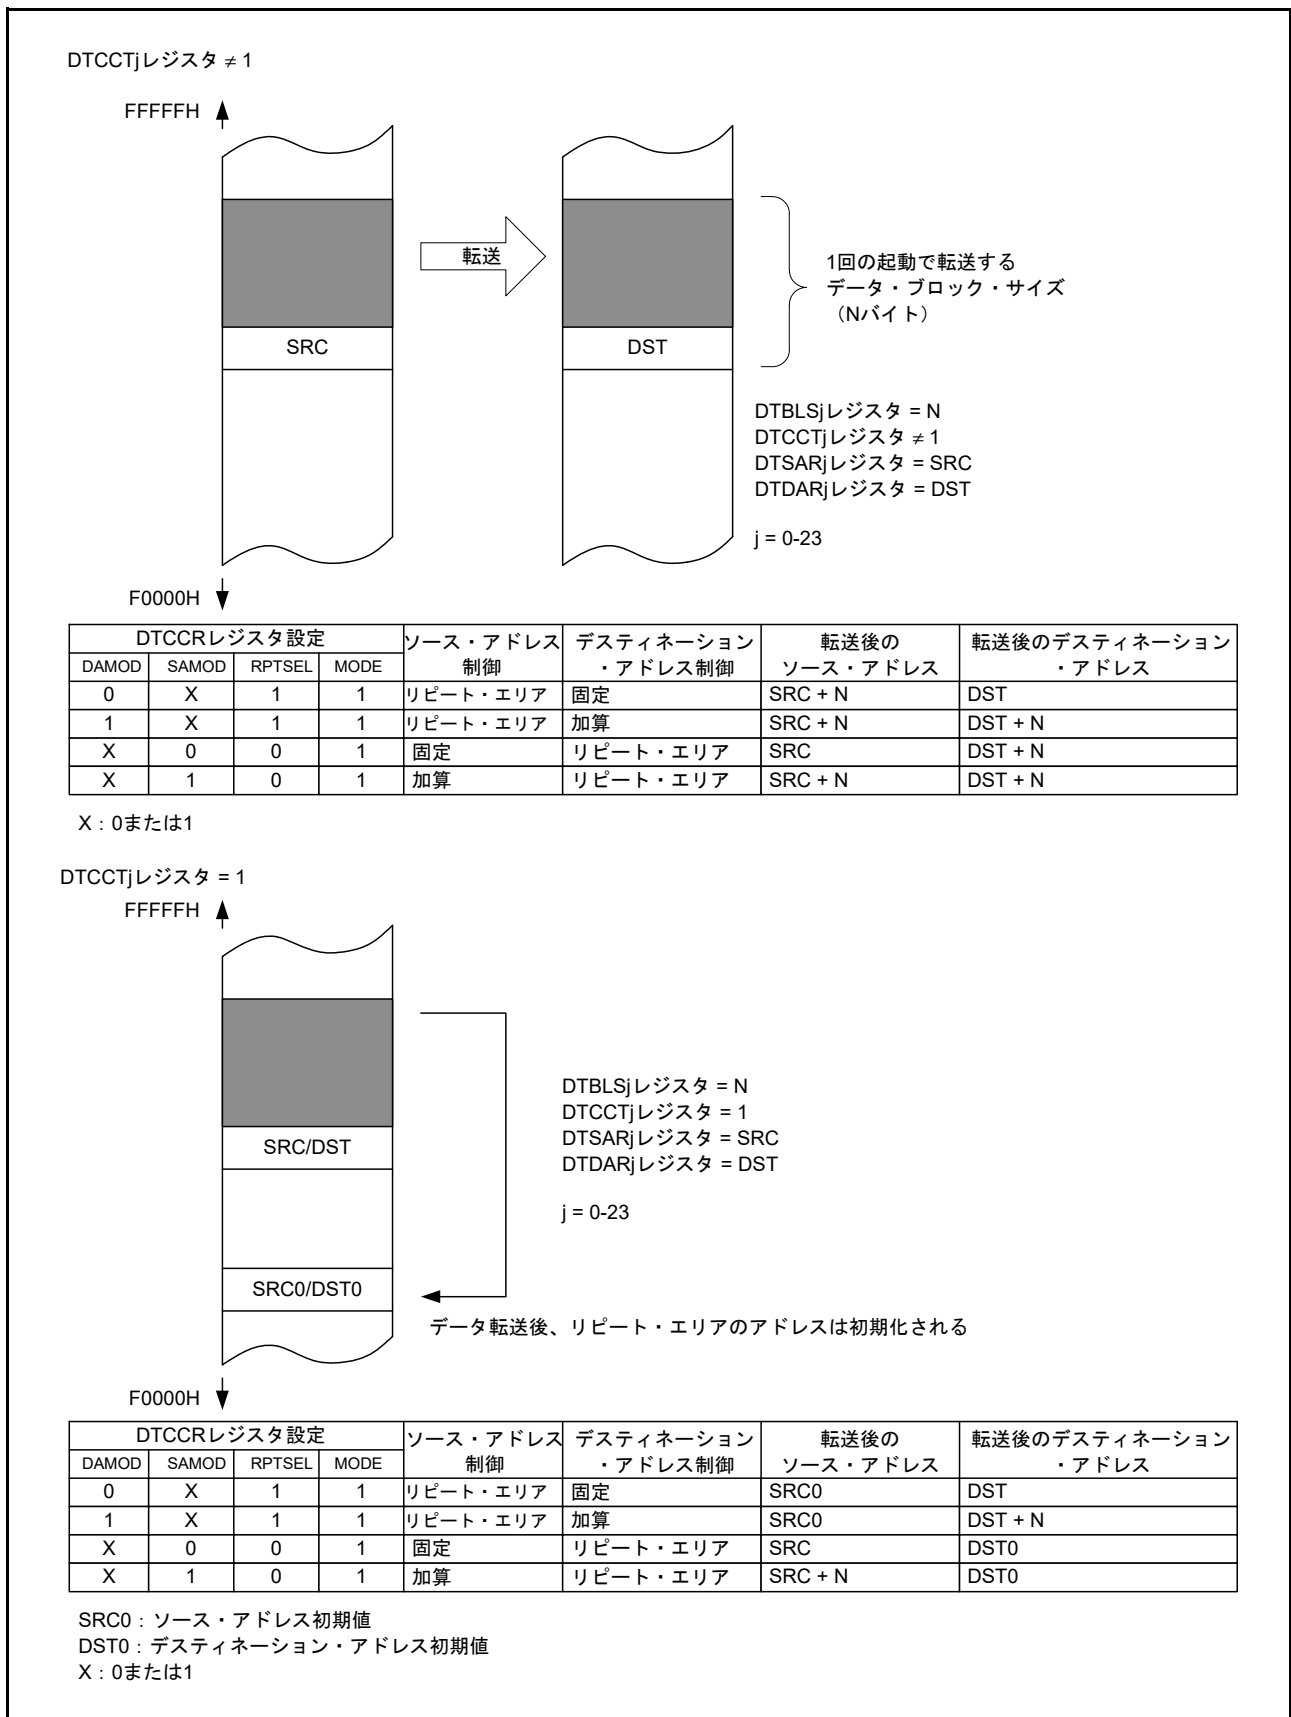 DTCCTjレジスタ ≠ 1
FFFFFH
転送
1回の起動で転送する
データ・ブロック・サイズ
（Nバイト）
SRC
DST
DTBLSjレジスタ = N
DTCCTjレジスタ ≠ 1
DTSARjレジスタ = SRC
DTDARjレジスタ = DST
j = 0-23
F0000H
DTCCRレジスタ設定 ソース・アドレス制御 デスティネーション・アドレス制御 転送後のソース・アドレス 転送後のデスティネーション・アドレス
DAMOD SAMOD RPTSEL MODE
0 X 1 1 リピート・エリア 固定 SRC + N DST
1 X 1 1 リピート・エリア 加算 SRC + N DST + N
X 0 0 1 固定 リピート・エリア SRC DST + N
X 1 0 1 加算 リピート・エリア SRC + N DST + N
X：0または1
DTCCTjレジスタ = 1
FFFFFH
DTBLSjレジスタ = N
DTCCTjレジスタ = 1
DTSARjレジスタ = SRC
DTDARjレジスタ = DST
j = 0-23
SRC/DST
SRC0/DST0
データ転送後、リピート・エリアのアドレスは初期化される
F0000H
DTCCRレジスタ設定 ソース・アドレス制御 デスティネーション・アドレス制御 転送後のソース・アドレス 転送後のデスティネーション・アドレス
DAMOD SAMOD RPTSEL MODE
0 X 1 1 リピート・エリア 固定 SRC0 DST
1 X 1 1 リピート・エリア 加算 SRC0 DST + N
X 0 0 1 固定 リピート・エリア SRC DST0
X 1 0 1 加算 リピート・エリア SRC + N DST0
SRC0：ソース・アドレス初期値
DST0：デスティネーション・アドレス初期値
X：0または1